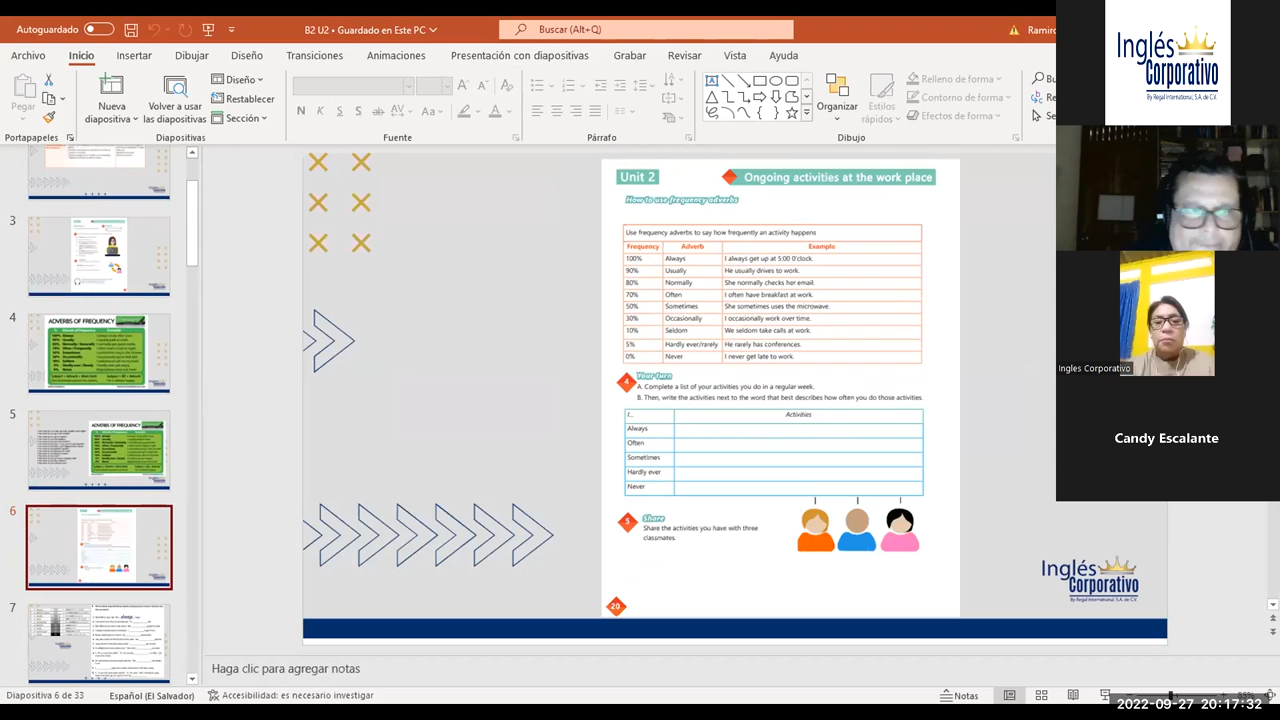 Autoguardado
B2 U2 • Guardado en Este PC
Buscar (Alt+Q)
Ramiro
Archivo Inicio Insertar Dibujar Diseño Transiciones Animaciones Presentación con diapositivas Grabar Revisar Vista Ayuda
Pegar
Nueva diapositiva
Volver a usar las diapositivas
Diseño
Restablecer
Sección
N K S
Aa
Organizar
Estilos rápidos
Relleno de forma
Contorno de forma
Efectos de forma
Bu
Re
Se
Portapapeles Diapositivas Fuente Párrafo Dibujo
3
4
ADVERBS OF FREQUENCY
5
ADVERBS OF FREQUENCY
6
7
Unit 2
Ongoing activities at the work place
How to use frequency adverbs
Use frequency adverbs to say how frequently an activity happens
Frequency Adverb Example
100% Always I always get up at 5:00 O'clock.
90% Usually He usually drives to work.
80% Normally She normally checks her email.
70% Often I often have breakfast at work.
50% Sometimes She sometimes uses the microwave.
30% Occasionally I occasionally work over time.
10% Seldom We seldom take calls at work.
5% Hardly ever/rarely He rarely has conferences.
0% Never I never get late to work.
4 Your turn
A. Complete a list of your activities you do in a regular week.
B. Then, write the activities next to the word that best describes how often you do those activities.
I... Activities
Always
Often
Sometimes
Hardly ever
Never
5 Share
Share the activities you have with three
classmates.
20
Inglés
Corporativo
By Regal International, S.A. de C.V.
Haga clic para agregar notas
Diapositiva 6 de 33
Español (El Salvador)
Accesibilidad: es necesario investigar
Notas
Inglés
Corporativo
By Regal International, S.A. de C.V.
Ingles Corporativo
Candy Escalante
2022-09-27 20:17:32